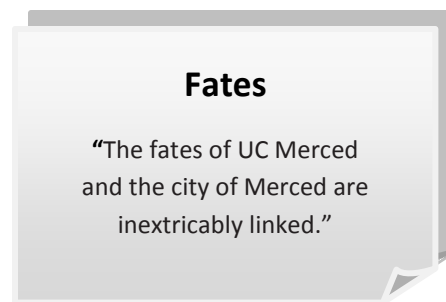 Fates
“The fates of UC Merced
and the city of Merced are
inextricably linked.”